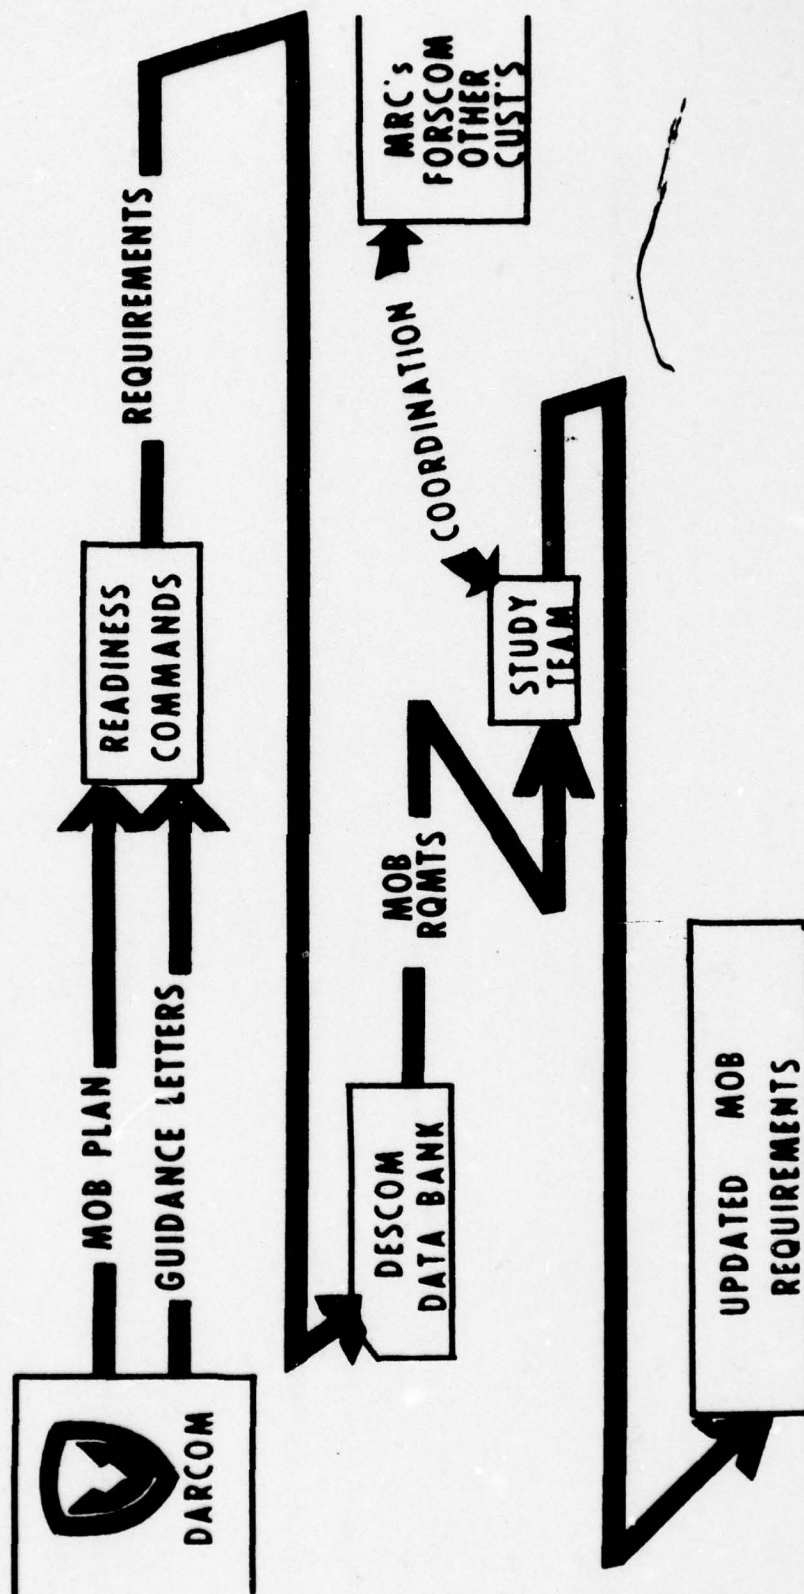 DARCOM
MOB PLAN
GUIDANCE LETTERS
READINESS
COMMANDS
REQUIREMENTS
DESCOM
DATA BANK
MOB
RQMTS
STUDY
TEAM
COORDINATION
MRC's
FORSCOM
OTHER
CUST'S
UPDATED MOB
REQUIREMENTS